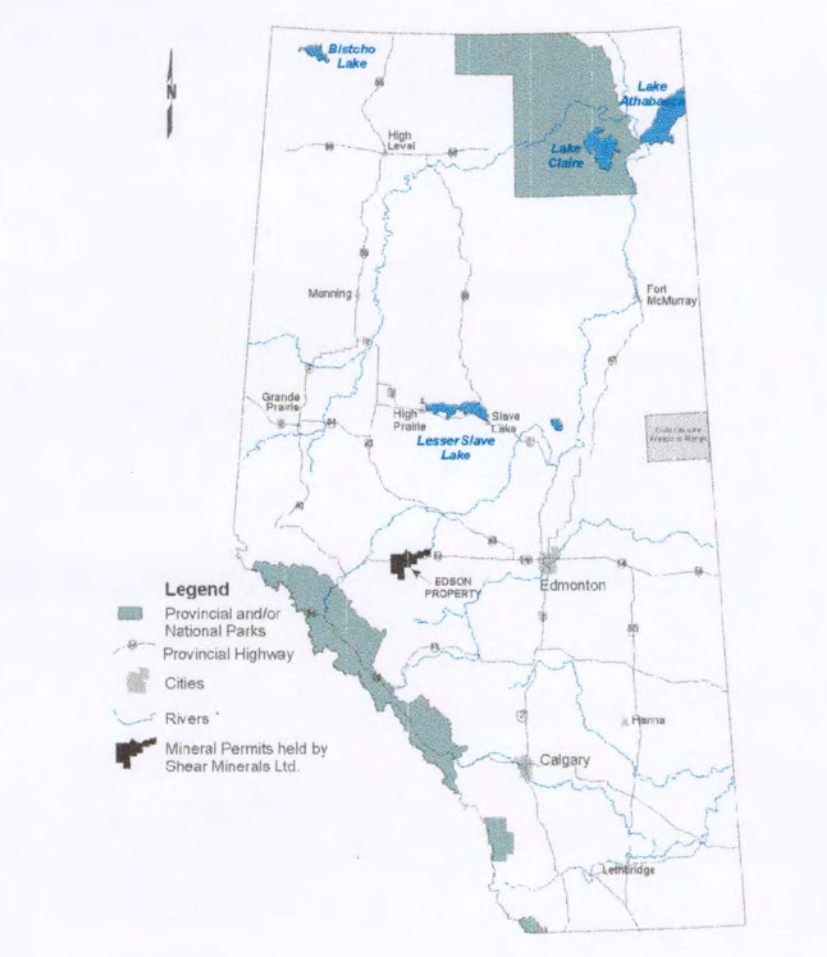 Bistcho
Lake
N
Lake
Athabasca
High
Level
Lake
Claire
Manning
Fort
McMurray
Grande
Prairie
High
Prairie
Slave
Lake
Lesser Slave
Lake
EDSON
PROPERTY
Edmonton
Legend
Provincial and/or
National Parks
Provincial Highway
Cities
Rivers
Mineral Permits held by
Shear Minerals Ltd.
Hanna
Calgary
Lethbridge